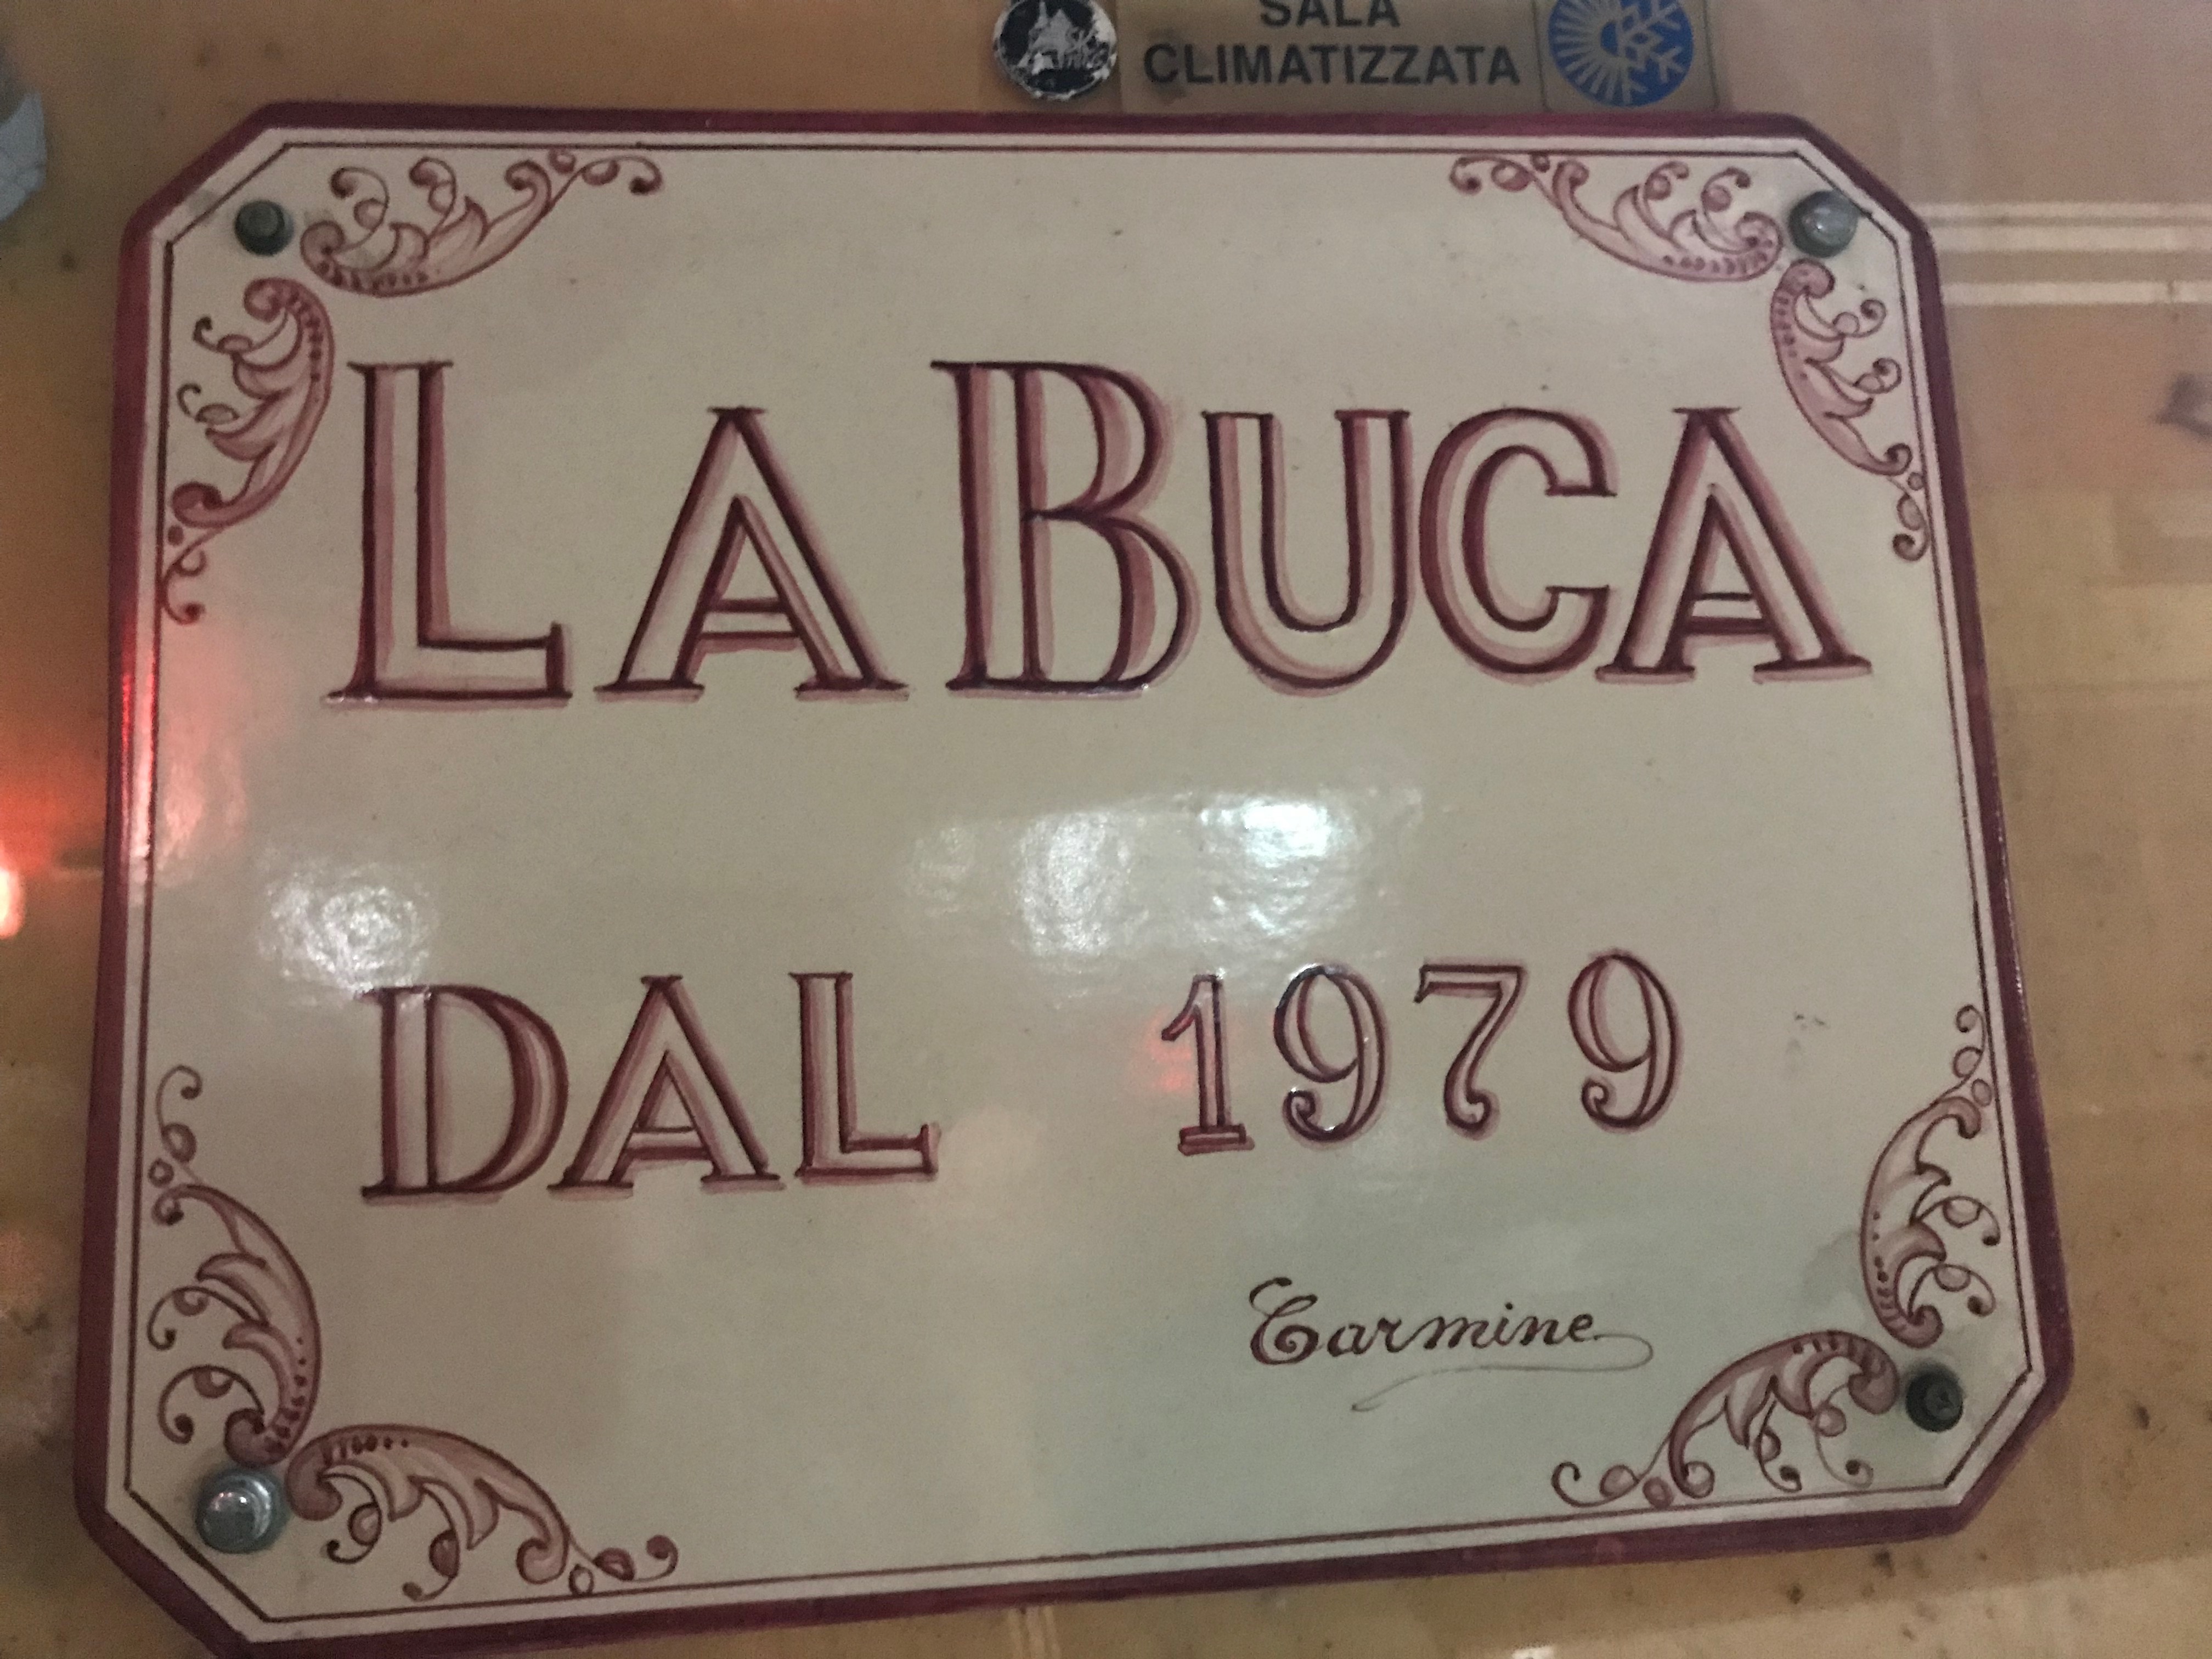 SALA
CLIMATIZZATA
LA BUCA
DAL 1979
Carmine